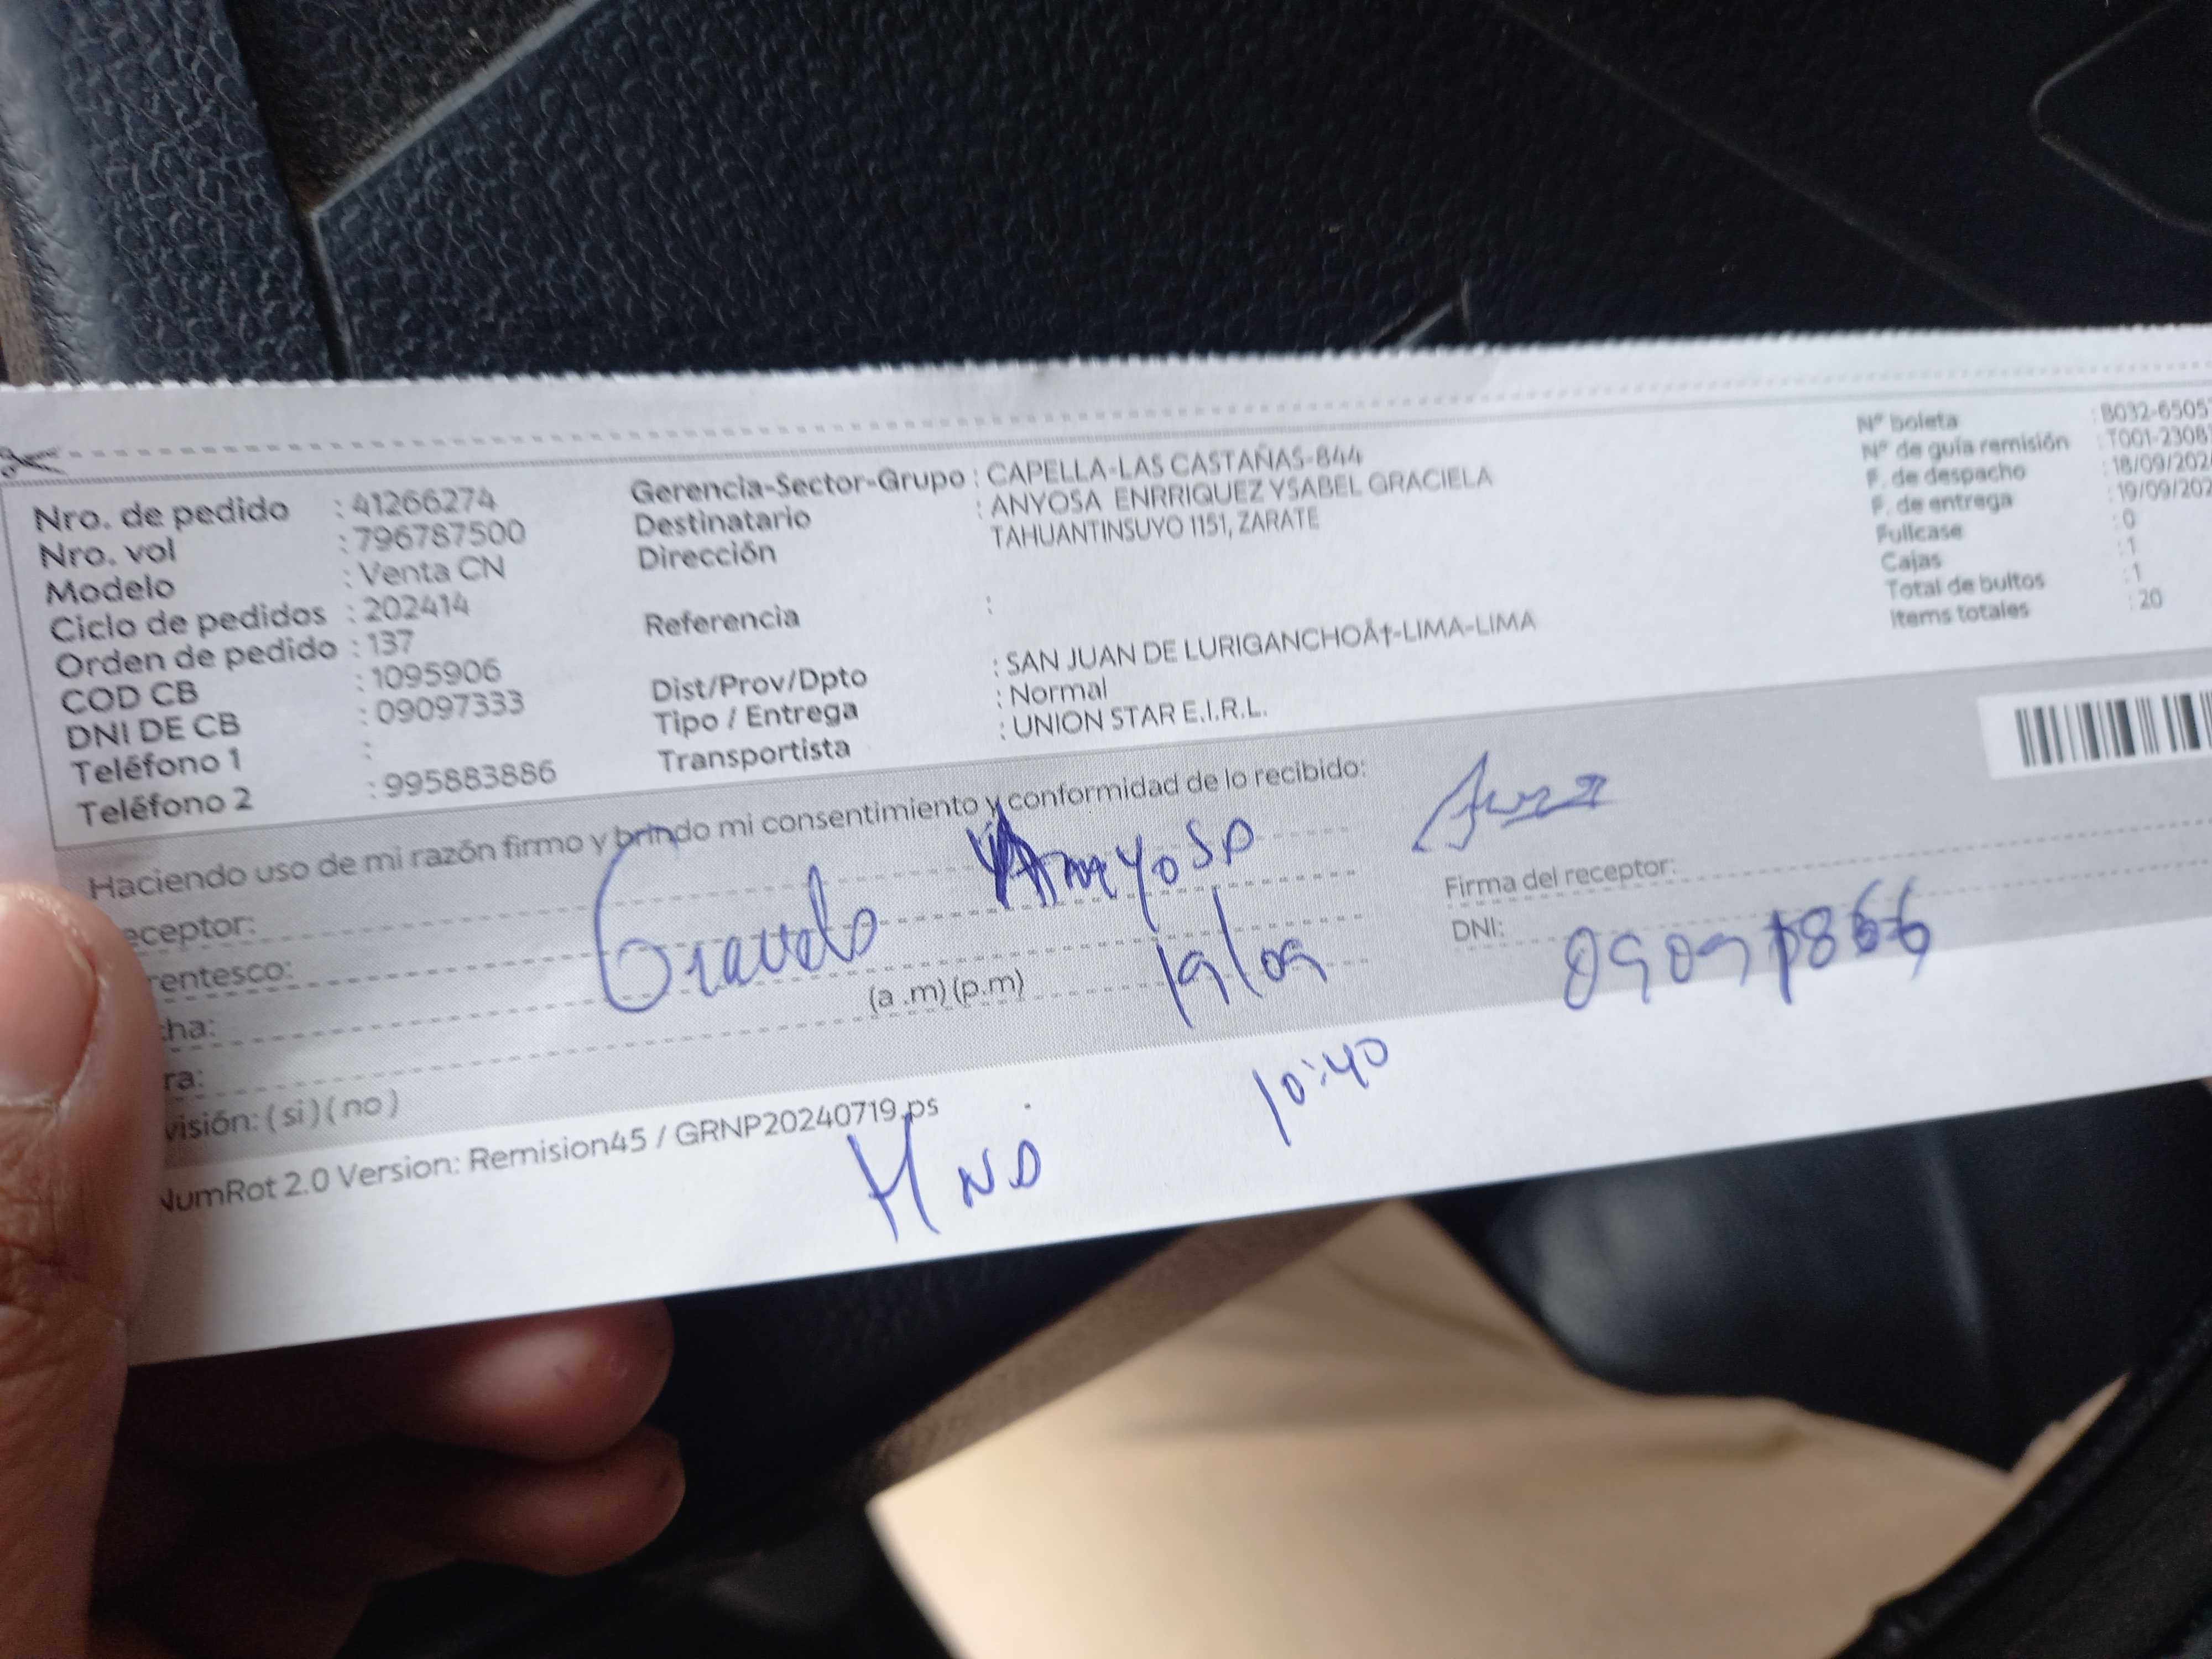 Nro. de pedido : 41266274
Nro. vol : 796787500
Modelo : Venta CN
Ciclo de pedidos : 202414
Orden de pedido : 137
COD CB : 1095906
DNI DE CB : 09097333
Teléfono 1 :
Teléfono 2 : 995883886
Gerencia-Sector-Grupo : CAPELLA-LAS CASTAÑAS-844
Destinatario : ANYOSA ENRRIQUEZ YSABEL GRACIELA
Dirección TAHUANTINSUYO 1151, ZARATE
Referencia :
Dist/Prov/Dpto : SAN JUAN DE LURIGANCHOÂ†-LIMA-LIMA
Tipo / Entrega : Normal
Transportista : UNION STAR E.I.R.L.
N° boleta : B032-6505
N° de guía remisión : T001-2308
F. de despacho : 18/09/202
F. de entrega : 19/09/202
Fullcase : 0
Cajas : 1
Total de bultos : 1
Items totales : 20
Haciendo uso de mi razón firmo y brindo mi consentimiento y conformidad de lo recibido:
eceptor: Anyosa
rentesco:
cha: 19/09
ra: (a .m) (p.m)
visión: ( si ) ( no )
Firma del receptor:
DNI:
10:40
NumRot 2.0 Version: Remision45 / GRNP20240719.ps